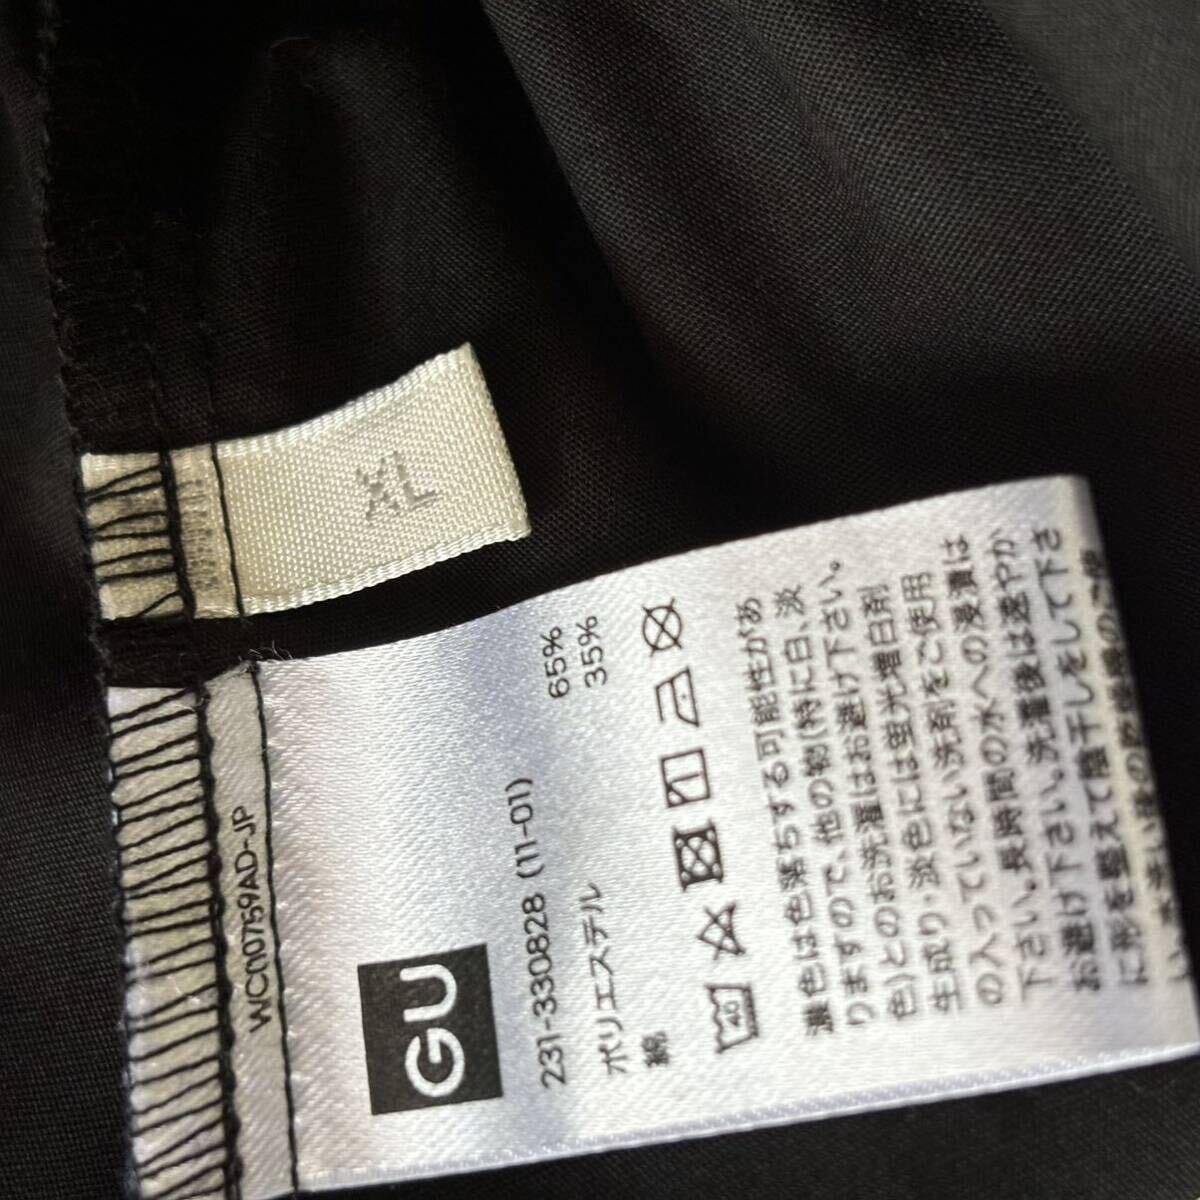 XL
WC00759AD-JP
GU
231-330828 (11-01)
ポリエステル 65%
綿 35%
40
濃色は色落ちする可能性があ
りますので、他の物(特に白、淡
色)とのお洗濯はお避け下さい。
生成り・淡色には蛍光増白剤
の入っていない洗剤をご使用
下さい。長時間の水への浸漬は
お避け下さい。洗濯後は速やか
に形を整えて陰干しをして下さ
い。